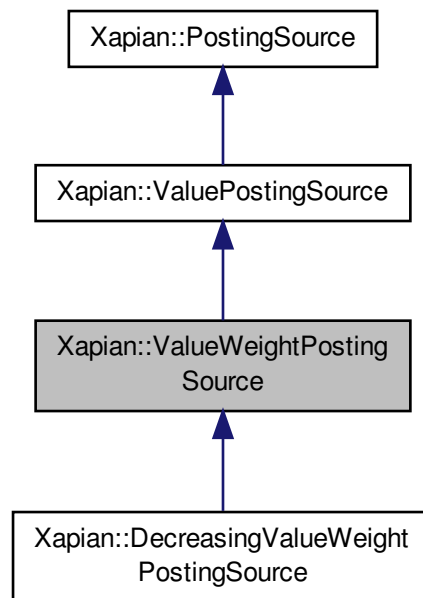 Xapian::PostingSource
Xapian::ValuePostingSource
Xapian::ValueWeightPosting
Source
Xapian::DecreasingValueWeight
PostingSource